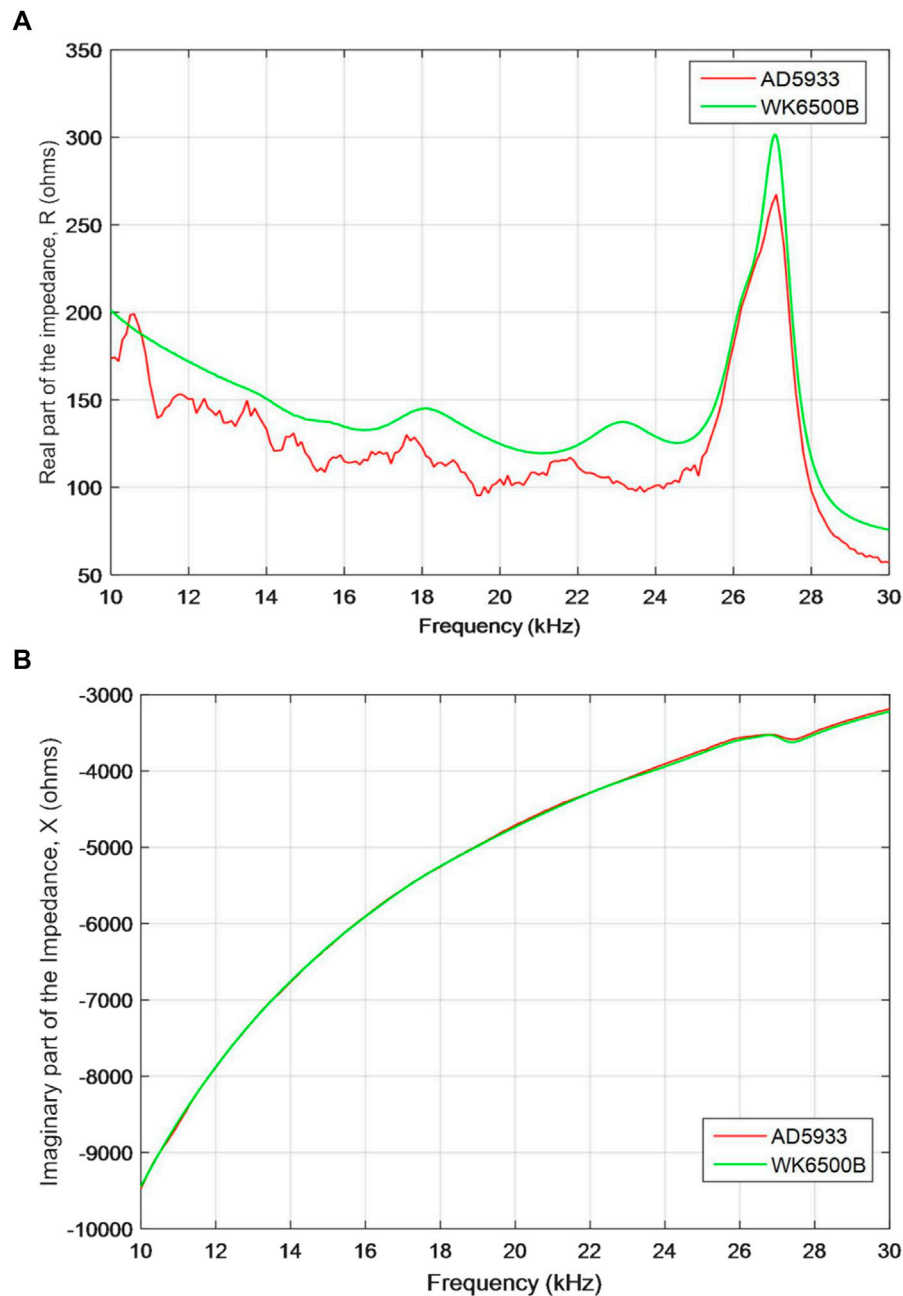 A
350
300
250
200
150
100
50
Real part of the impedance, R (ohms)
AD5933
WK6500B
10 12 14 16 18 20 22 24 26 28 30
Frequency (kHz)
B
-3000
-4000
-5000
-6000
-7000
-8000
-9000
-10000
Imaginary part of the Impedance, X (ohms)
AD5933
WK6500B
10 12 14 16 18 20 22 24 26 28 30
Frequency (kHz)